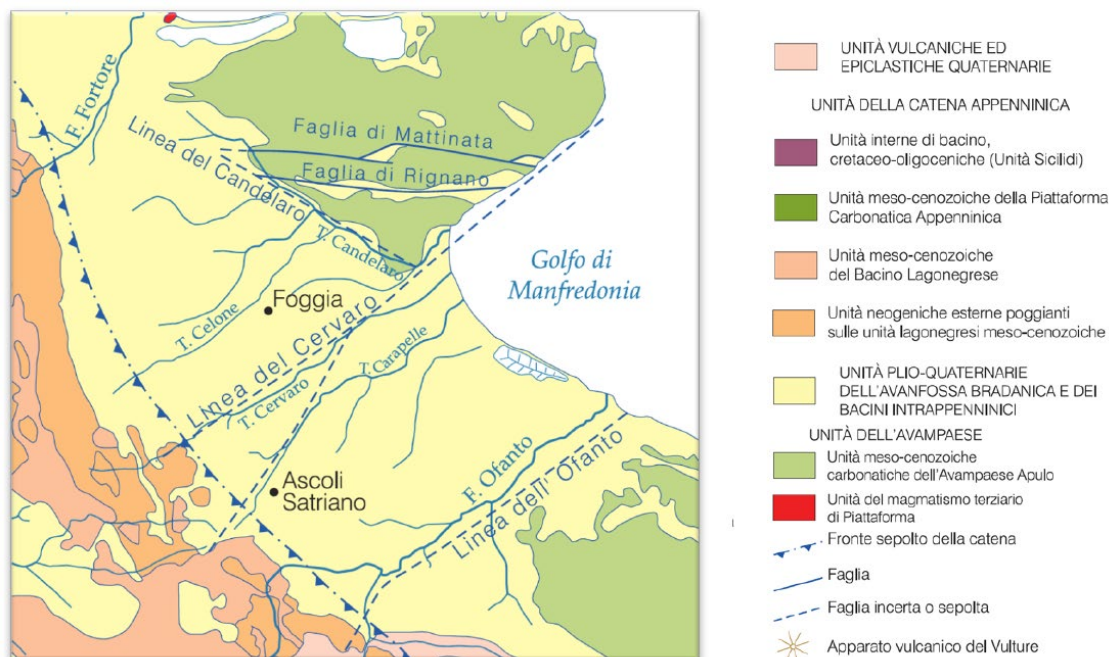 F. Fortore
Linea del Candelaro
Faglia di Mattinata
Faglia di Rignano
T. Candelaro
Golfo di
Manfredonia
Foggia
T. Celone
Linea del Cervaro
T. Cervaro
T. Carapelle
Ascoli
Satriano
F. Ofanto
Linea dell'Ofanto
UNITÀ VULCANICHE ED
EPICLASTICHE QUATERNARIE
UNITÀ DELLA CATENA APPENNINICA
Unità interne di bacino,
cretaceo-oligoceniche (Unità Sicilidi)
Unità meso-cenozoiche della Piattaforma
Carbonatica Appenninica
Unità meso-cenozoiche
del Bacino Lagonegrese
Unità neogeniche esterne poggianti
sulle unità lagonegresi meso-cenozoiche
UNITÀ PLIO-QUATERNARIE
DELL'AVANFOSSA BRADANICA E DEI
BACINI INTRAPPENNINICI
UNITÀ DELL'AVAMPAESE
Unità meso-cenozoiche
carbonatiche dell'Avampaese Apulo
Unità del magmatismo terziario
di Piattaforma
Fronte sepolto della catena
Faglia
Faglia incerta o sepolta
Apparato vulcanico del Vulture